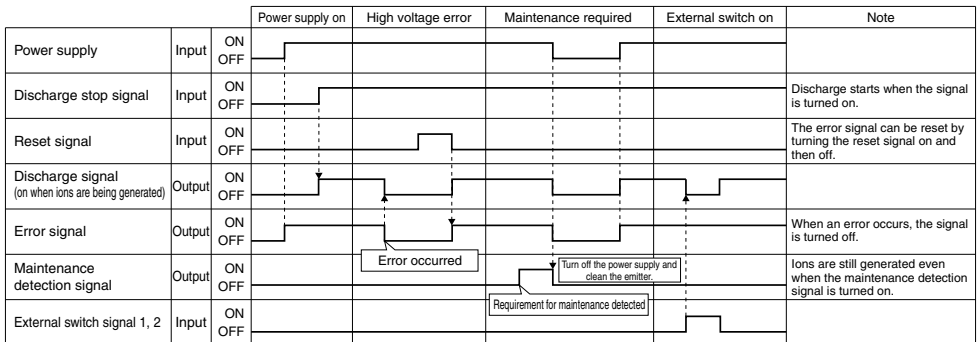 Power supply on High voltage error Maintenance required External switch on Note
Power supply Input ON
OFF
Discharge stop signal Input ON
OFF
Discharge starts when the signal
is turned on.
Reset signal Input ON
OFF
The error signal can be reset by
turning the reset signal on and
then off.
Discharge signal
(on when ions are being generated)
Output ON
OFF
Error signal Output ON
OFF
When an error occurs, the signal
is turned off.
Error occurred
Maintenance
detection signal
Output ON
OFF
Turn off the power supply and
clean the emitter.
Requirement for maintenance detected
Ions are still generated even
when the maintenance detection
signal is turned on.
External switch signal 1, 2 Input ON
OFF